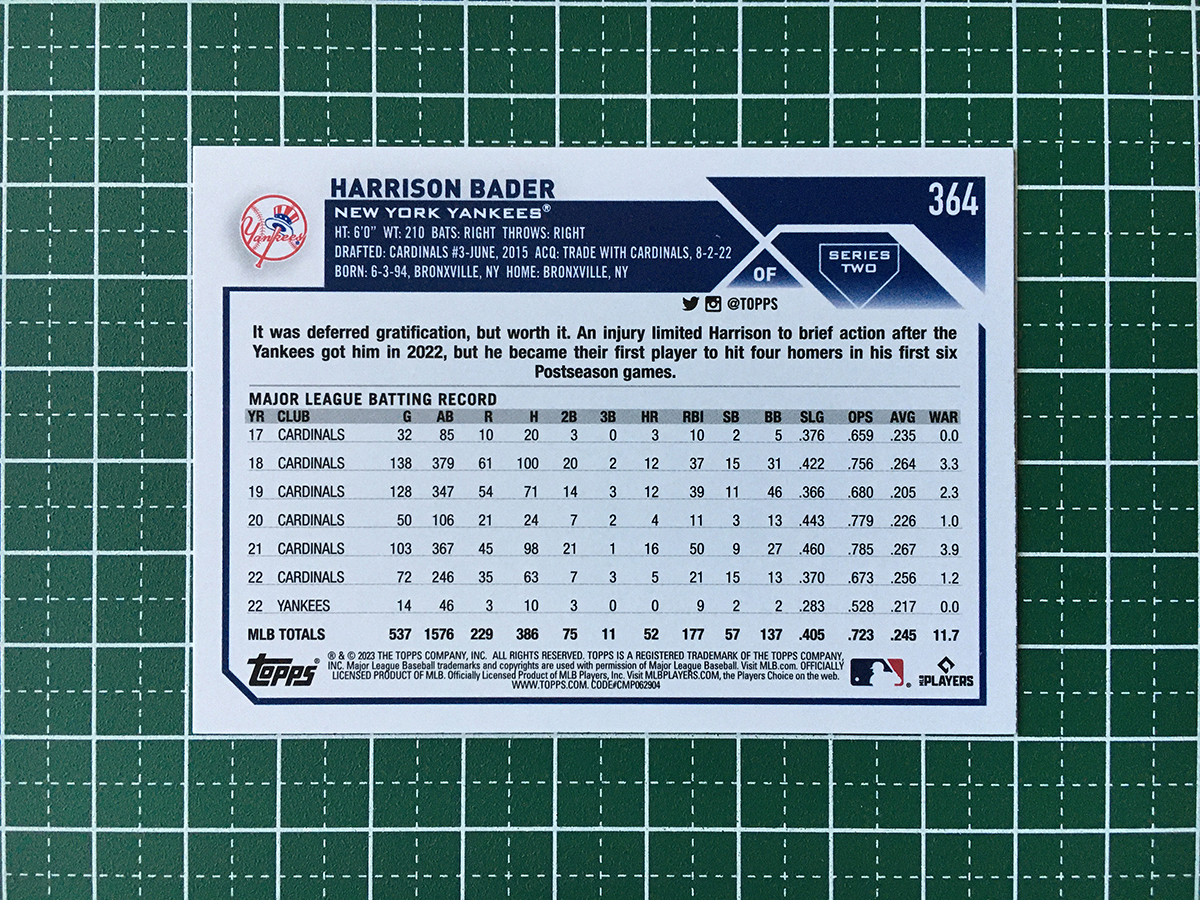 364
HARRISON BADER
NEW YORK YANKEES®
HT: 6'0" WT: 210 BATS: RIGHT THROWS: RIGHT
DRAFTED: CARDINALS #3-JUNE, 2015 ACQ: TRADE WITH CARDINALS, 8-2-22
BORN: 6-3-94, BRONXVILLE, NY HOME: BRONXVILLE, NY
Yankees
OF
SERIES
TWO
@TOPPS
It was deferred gratification, but worth it. An injury limited Harrison to brief action after the
Yankees got him in 2022, but he became their first player to hit four homers in his first six
Postseason games.
MAJOR LEAGUE BATTING RECORD
YR CLUB G AB R H 2B 3B HR RBI SB BB SLG OPS AVG WAR
17 CARDINALS 32 85 10 20 3 0 3 10 2 5 .376 .659 .235 0.0
18 CARDINALS 138 379 61 100 20 2 12 37 15 31 .422 .756 .264 3.3
19 CARDINALS 128 347 54 71 14 3 12 39 11 46 .366 .680 .205 2.3
20 CARDINALS 50 106 21 24 7 2 4 11 3 13 .443 .779 .226 1.0
21 CARDINALS 103 367 45 98 21 1 16 50 9 27 .460 .785 .267 3.9
22 CARDINALS 72 246 35 63 7 3 5 21 15 13 .370 .673 .256 1.2
22 YANKEES 14 46 3 10 3 0 0 9 2 2 .283 .528 .217 0.0
MLB TOTALS 537 1576 229 386 75 11 52 177 57 137 .405 .723 .245 11.7
TOPPS®
® & © 2023 THE TOPPS COMPANY, INC. ALL RIGHTS RESERVED. TOPPS IS A REGISTERED TRADEMARK OF THE TOPPS COMPANY,
INC. Major League Baseball trademarks and copyrights are used with permission of Major League Baseball. Visit MLB.com. OFFICIALLY
LICENSED PRODUCT OF MLB. Officially Licensed Product of MLB Players, Inc. Visit MLBPLAYERS.COM, the Players Choice on the web.
WWW.TOPPS.COM. CODE#CMP062904
MLB PLAYERS